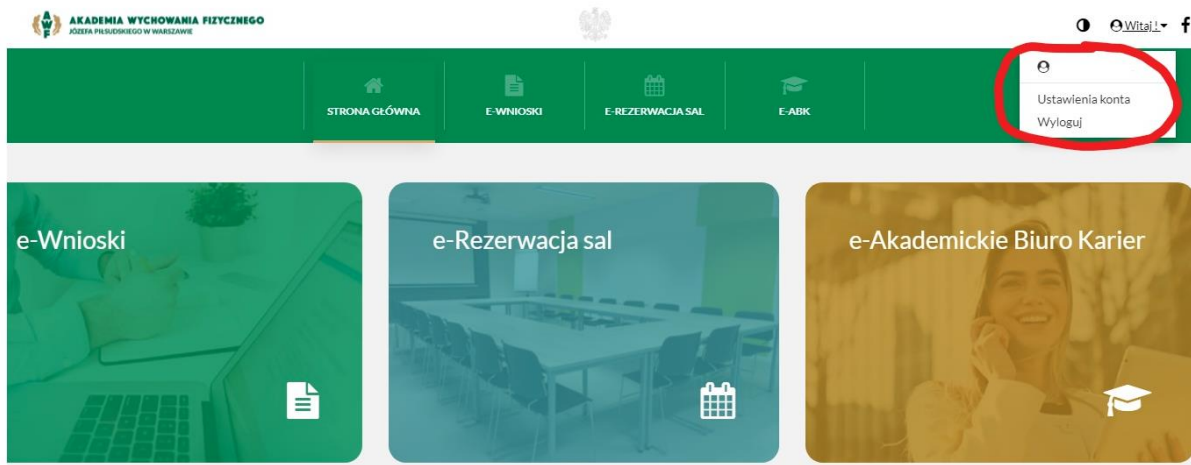 AKADEMIA WYCHOWANIA FIZYCZNEGO
JÓZEFA PIŁSUDSKIEGO W WARSZAWIE
Witaj !
STRONA GŁÓWNA
E-WNIOSKI
E-REZERWACJA SAL
E-ABK
Ustawienia konta
Wyloguj
e-Wnioski
e-Rezerwacja sal
e-Akademickie Biuro Karier